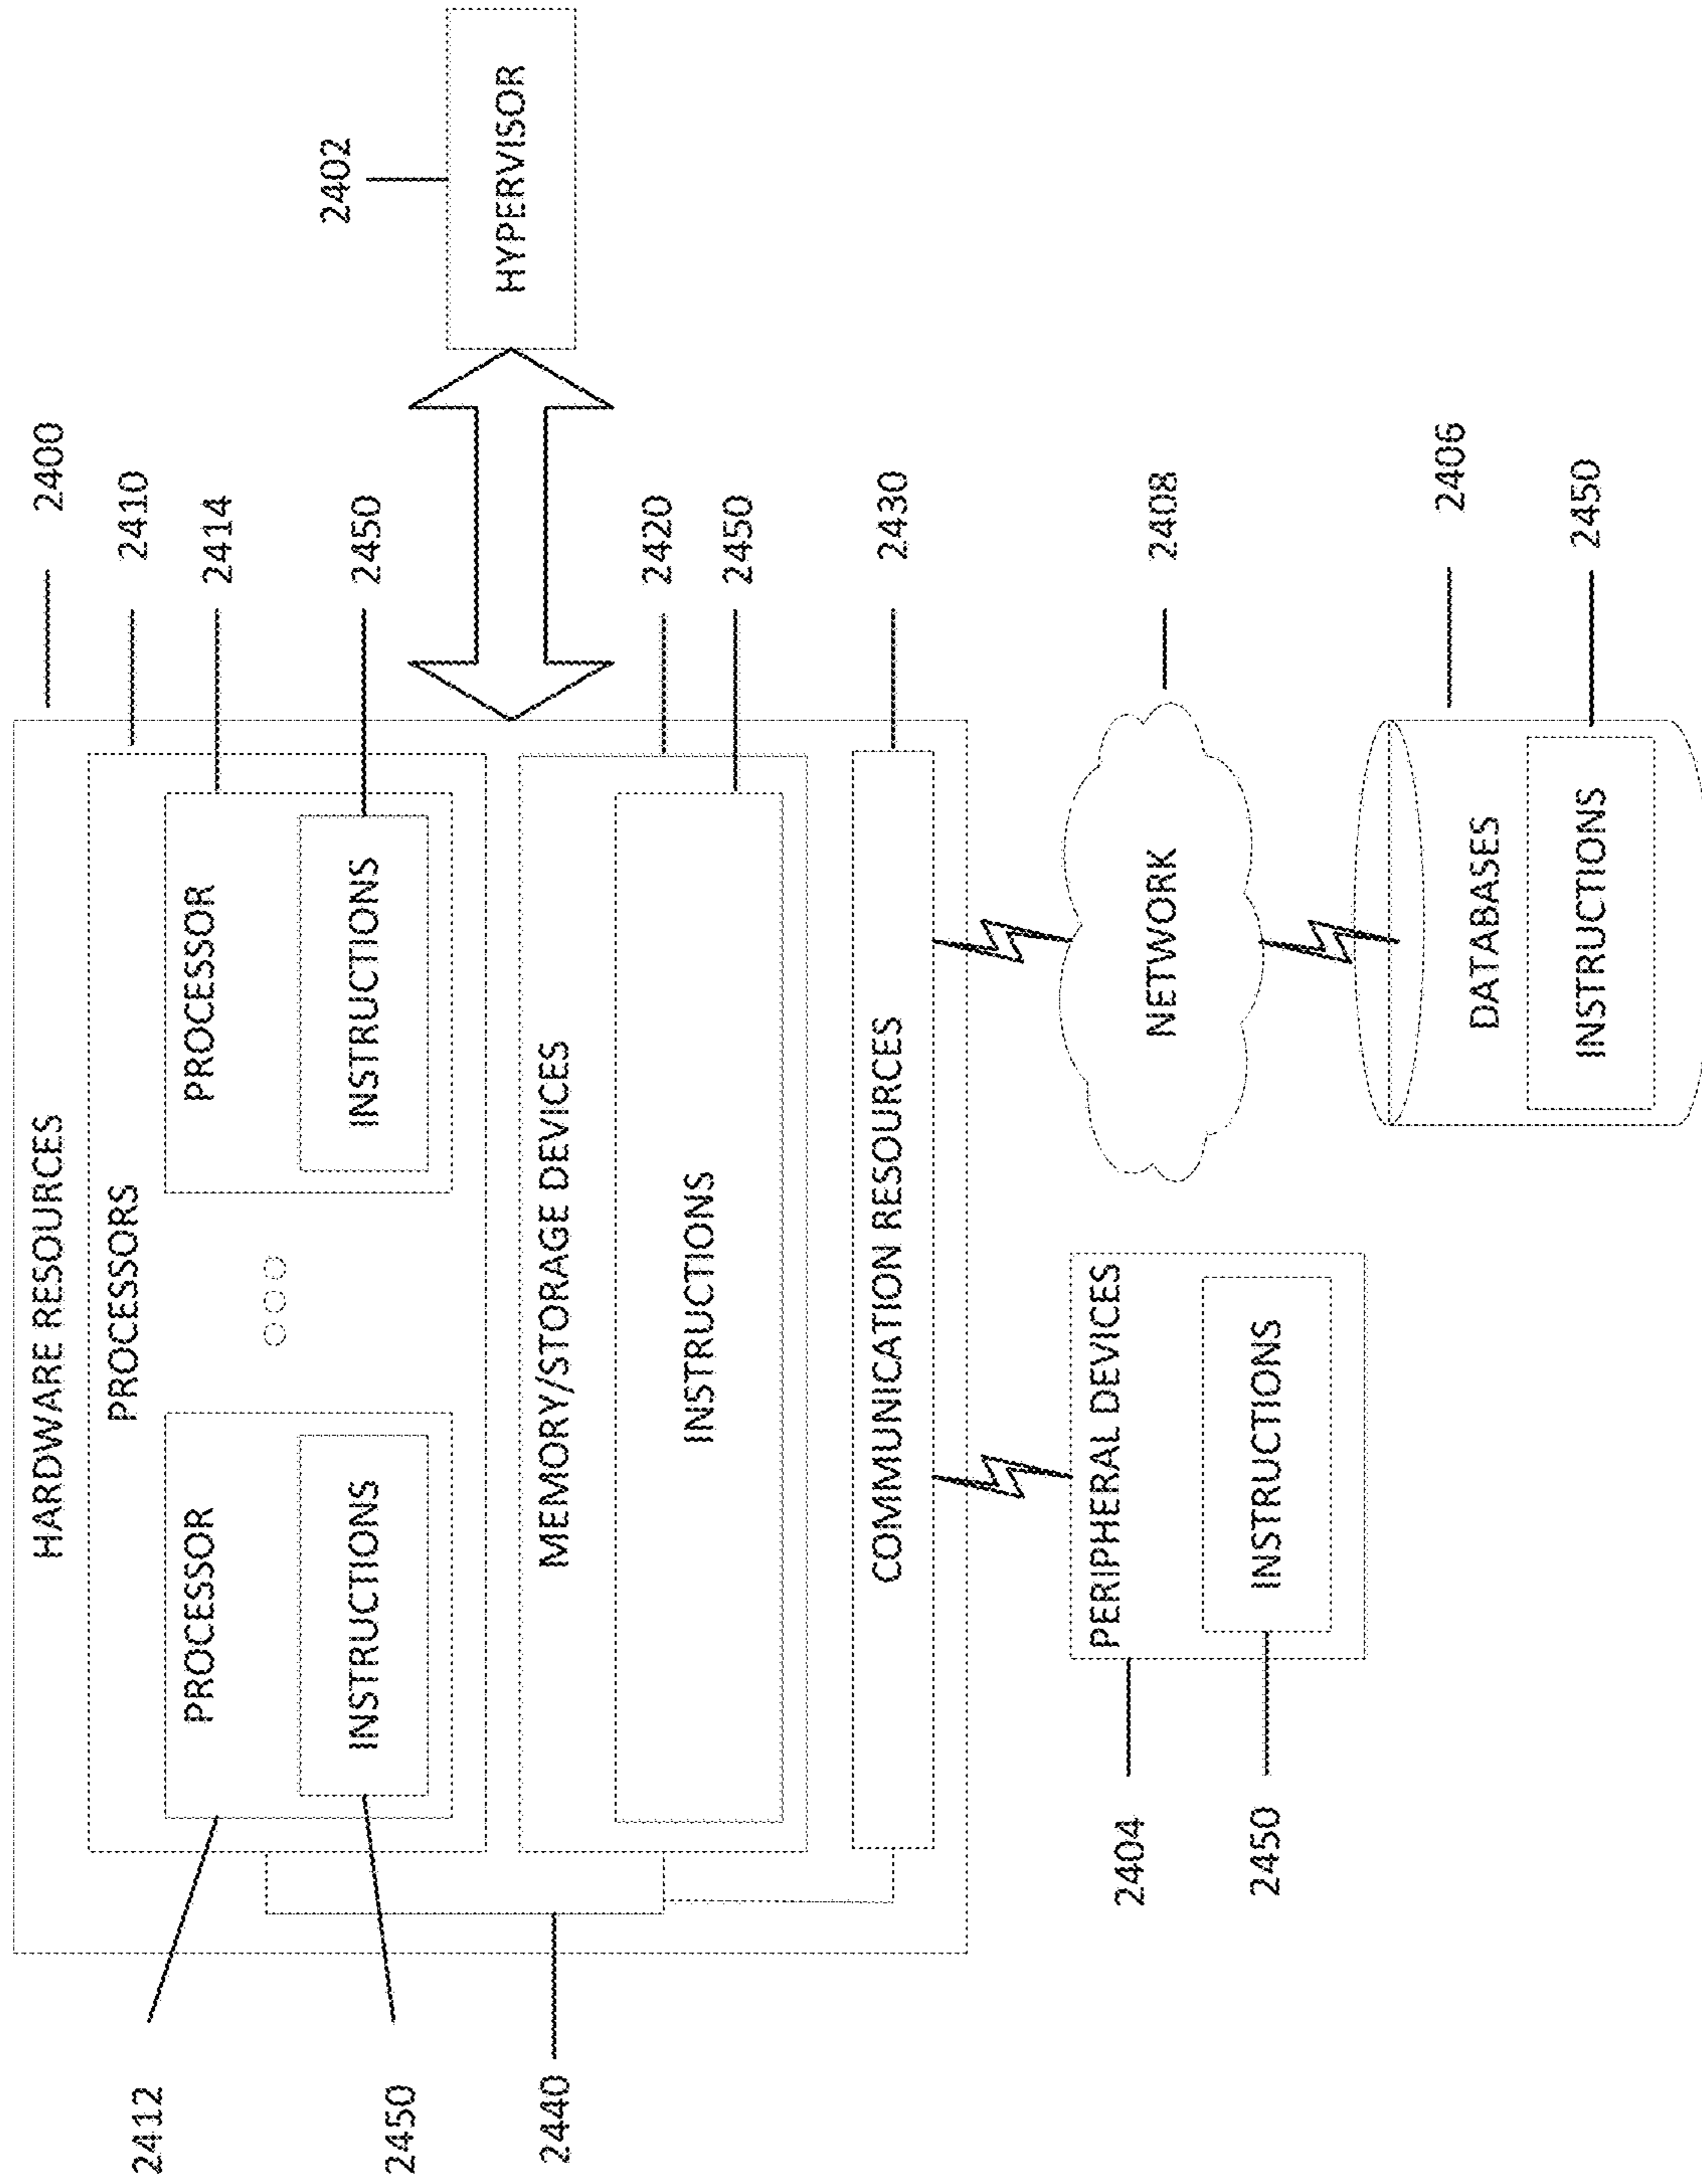 HARDWARE RESOURCES
2400
PROCESSORS
2410
2412
PROCESSOR
PROCESSOR
2414
2450
INSTRUCTIONS
INSTRUCTIONS
2450
2402
HYPERVISOR
2440
MEMORY/STORAGE DEVICES
2420
INSTRUCTIONS
2450
COMMUNICATION RESOURCES
2430
2404
PERIPHERAL DEVICES
2450
INSTRUCTIONS
NETWORK
2408
2406
DATABASES
INSTRUCTIONS
2450